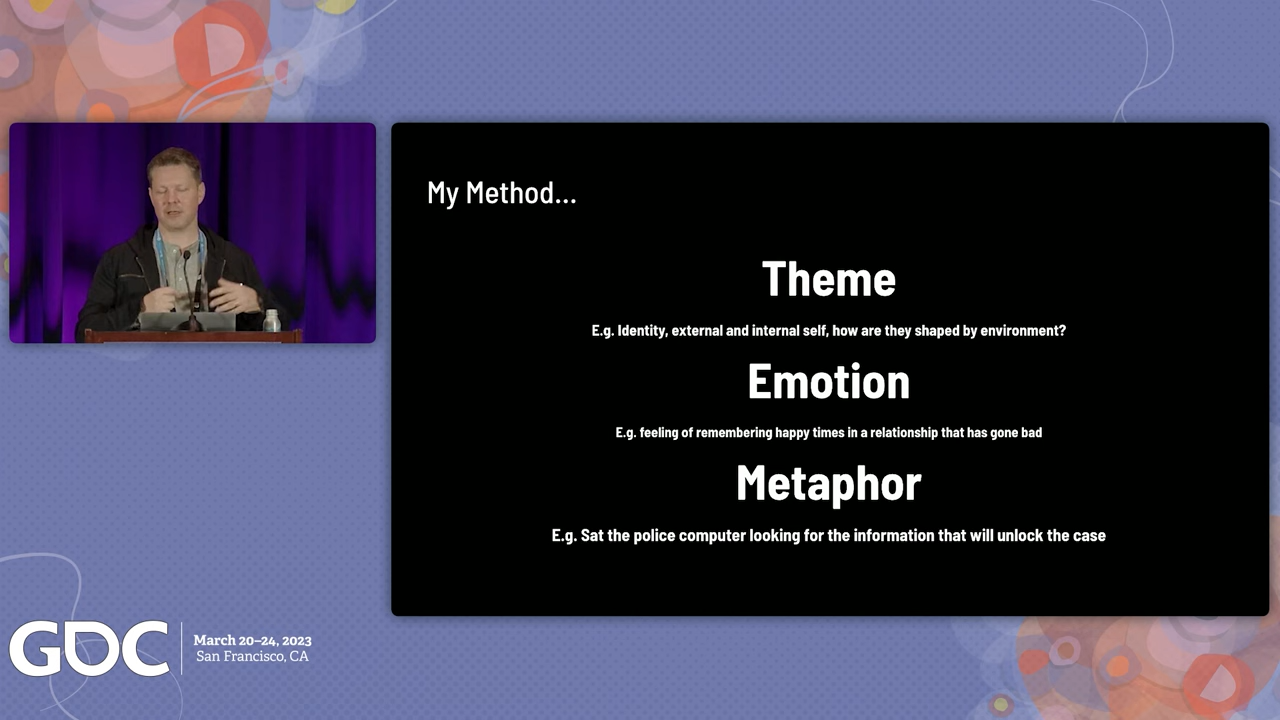 My Method...
Theme
E.g. Identity, external and internal self, how are they shaped by environment?
Emotion
E.g. feeling of remembering happy times in a relationship that has gone bad
Metaphor
E.g. Sat the police computer looking for the information that will unlock the case
GDC
March 20–24, 2023
San Francisco, CA